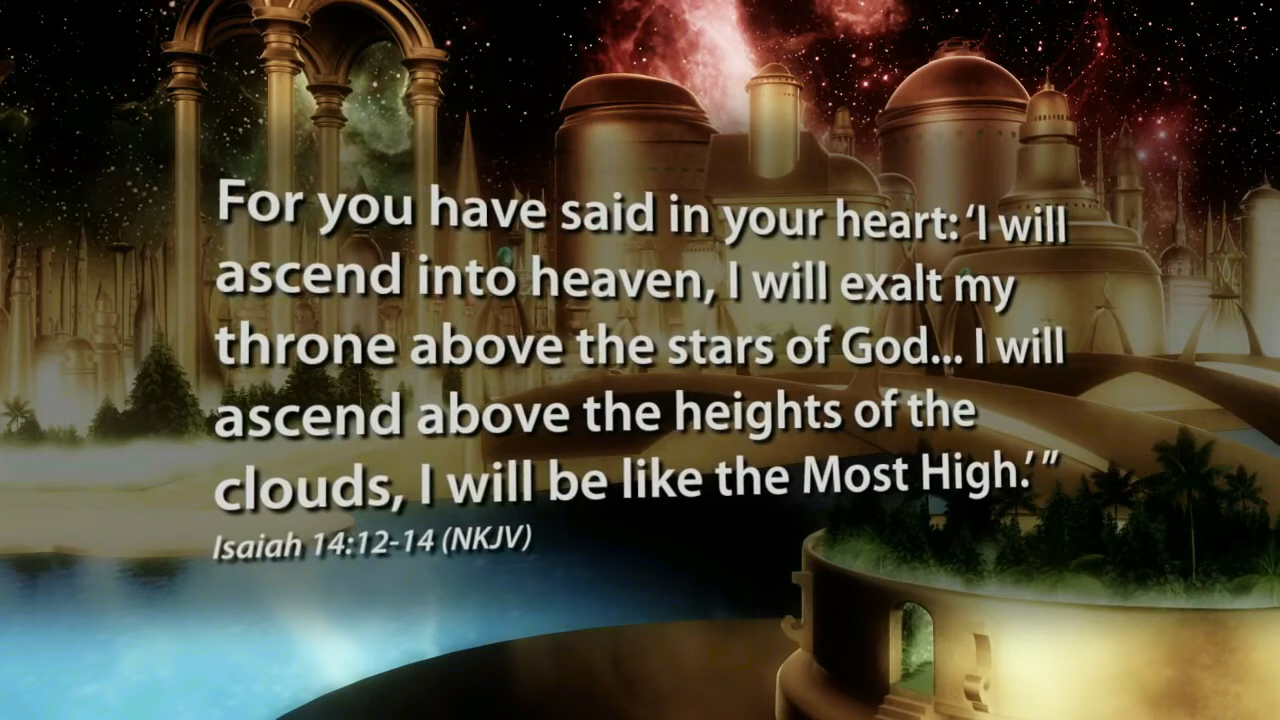 For you have said in your heart: ‘I will
ascend into heaven, I will exalt my
throne above the stars of God... I will
ascend above the heights of the
clouds, I will be like the Most High.’ ”
Isaiah 14:12-14 (NKJV)